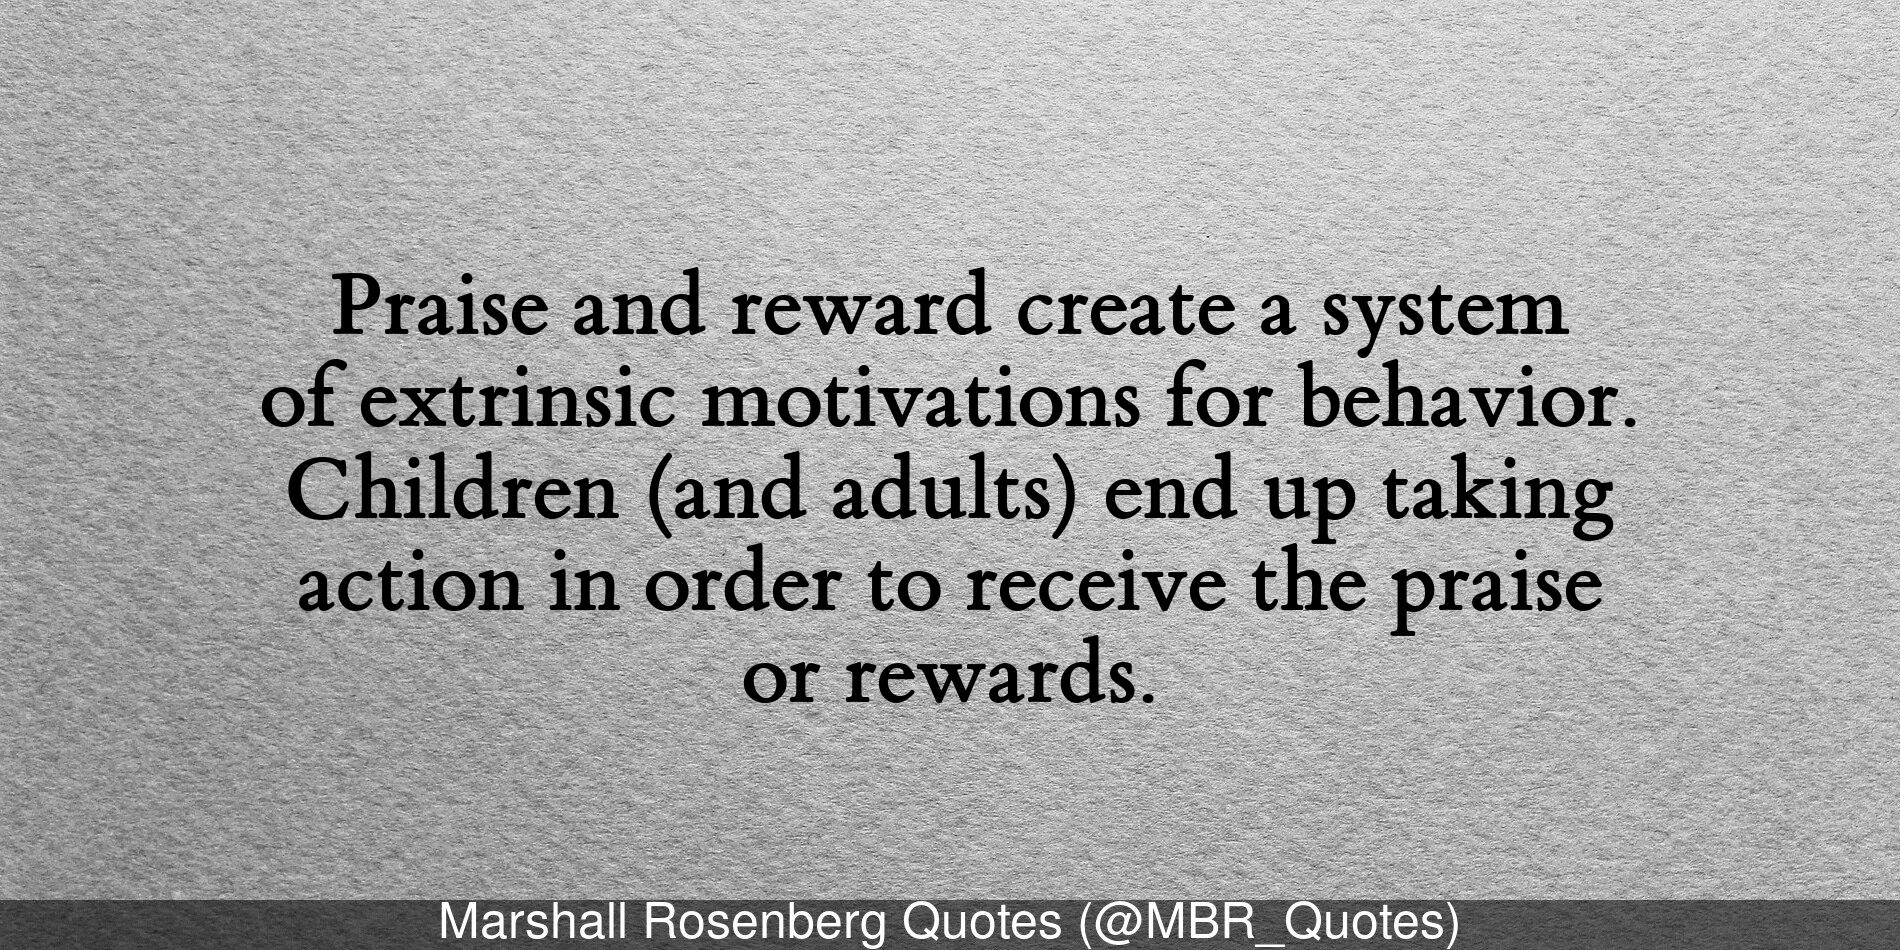 Praise and reward create a system
of extrinsic motivations for behavior.
Children (and adults) end up taking
action in order to receive the praise
or rewards.
Marshall Rosenberg Quotes (@MBR_Quotes)